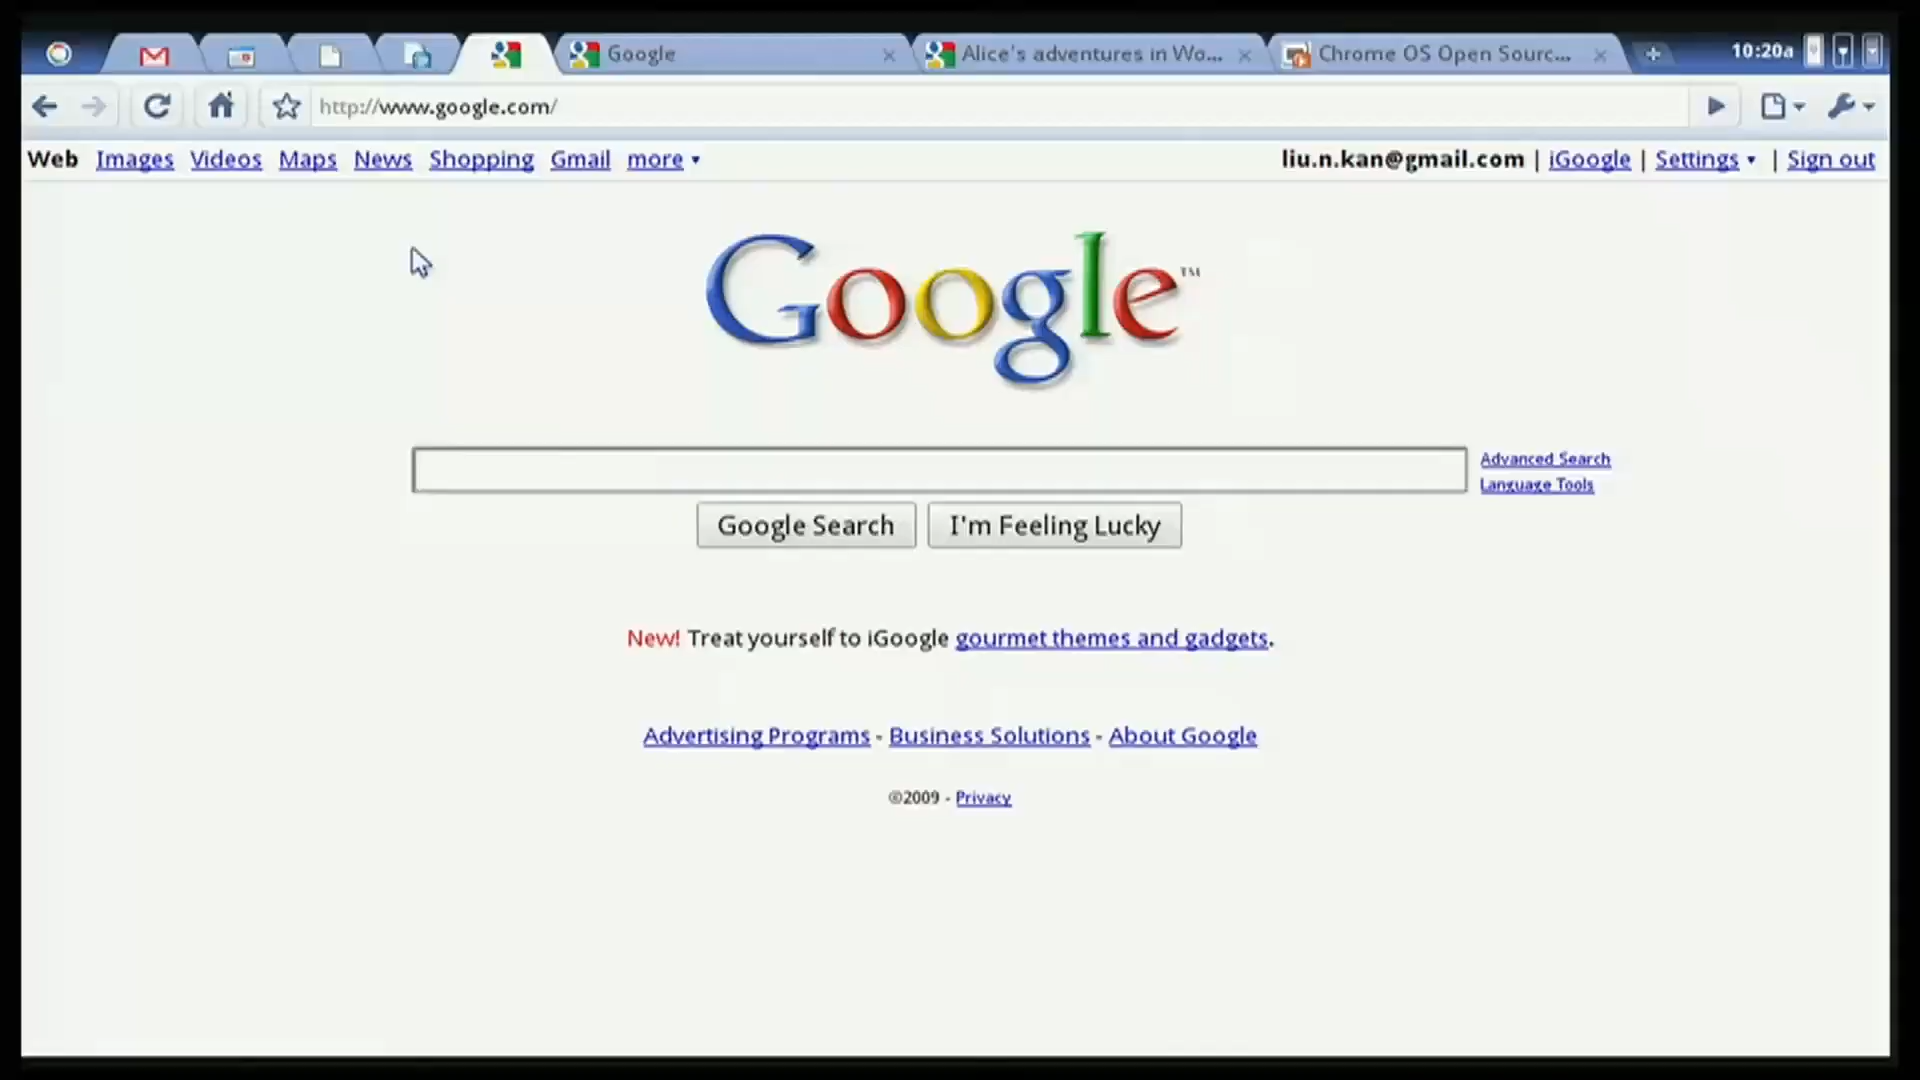 Google Alice's adventures in Wo... Chrome OS Open Sourc... 10:20a
http://www.google.com/
Web Images Videos Maps News Shopping Gmail more liu.n.kan@gmail.com | iGoogle | Settings | Sign out
Google™
Advanced Search
Language Tools
Google Search I'm Feeling Lucky
New! Treat yourself to iGoogle gourmet themes and gadgets.
Advertising Programs - Business Solutions - About Google
©2009 - Privacy